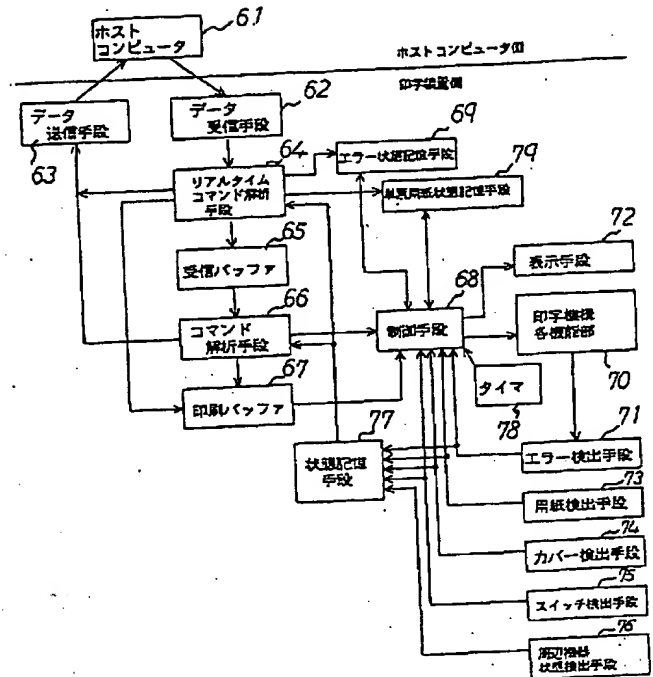 ホスト
コンピュータ
61
ホストコンピュータ側
印字装置側
データ
送信手段
63
データ
受信手段
62
64
リアルタイム
コマンド解析
手段
69
エラー状態記憶手段
79
用紙状態記憶手段
65
受信バッファ
72
表示手段
66
コマンド
解析手段
68
制御手段
印字機構
各機能部
70
67
印刷バッファ
タイマ
78
77
状態記憶
手段
71
エラー検出手段
73
用紙検出手段
74
カバー検出手段
75
スイッチ検出手段
76
周辺機器
状態検出手段